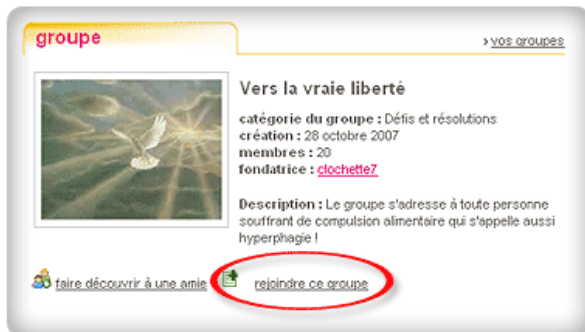 groupe
› vos groupes
Vers la vraie liberté
catégorie du groupe : Défis et résolutions
création : 28 octobre 2007
membres : 20
fondatrice : clochette7
Description : Le groupe s'adresse à toute personne
souffrant de compulsion alimentaire qui s'appelle aussi
hyperphagie !
faire découvrir à une amie rejoindre ce groupe